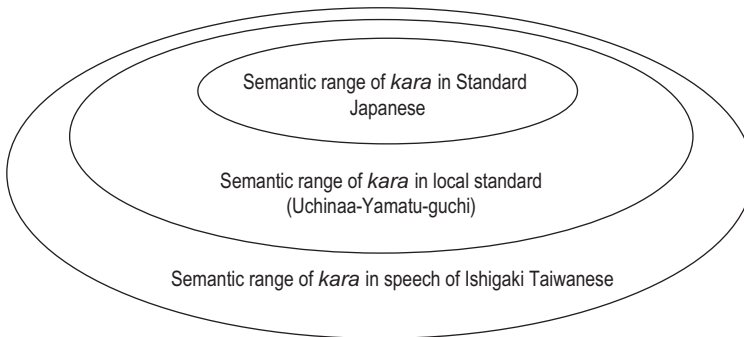 Semantic range of kara in Standard
Japanese
Semantic range of kara in local standard
(Uchinaa-Yamatu-guchi)
Semantic range of kara in speech of Ishigaki Taiwanese